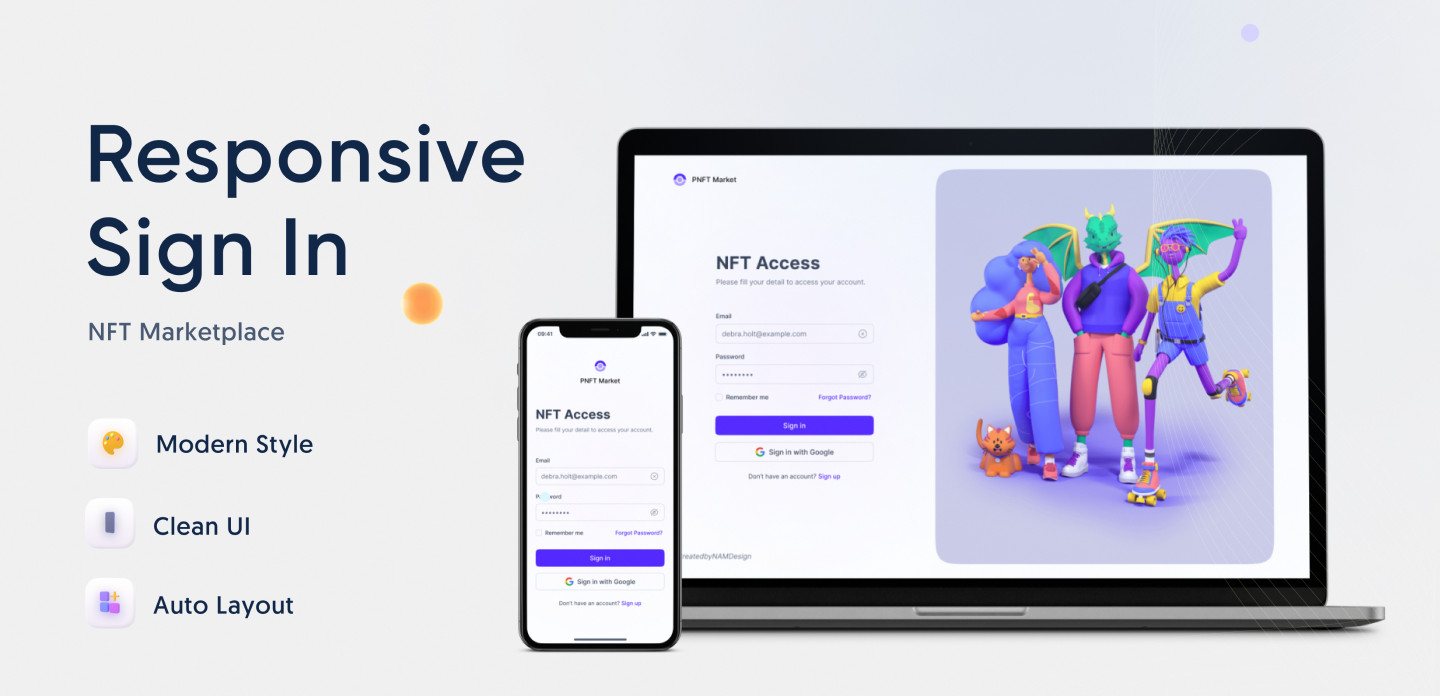 Responsive
Sign In
NFT Marketplace
Modern Style
Clean UI
Auto Layout
09:41
PNFT Market
NFT Access
Please fill your detail to access your account.
Email
debra.holt@example.com
••••••••
Remember me
Forgot Password?
Sign in
Sign in with Google
Don't have an account? Sign up
PNFT Market
NFT Access
Please fill your detail to access your account.
Email
debra.holt@example.com
Password
••••••••
Remember me
Forgot Password?
Sign in
Sign in with Google
Don't have an account? Sign up
reatedbyNAMDesign